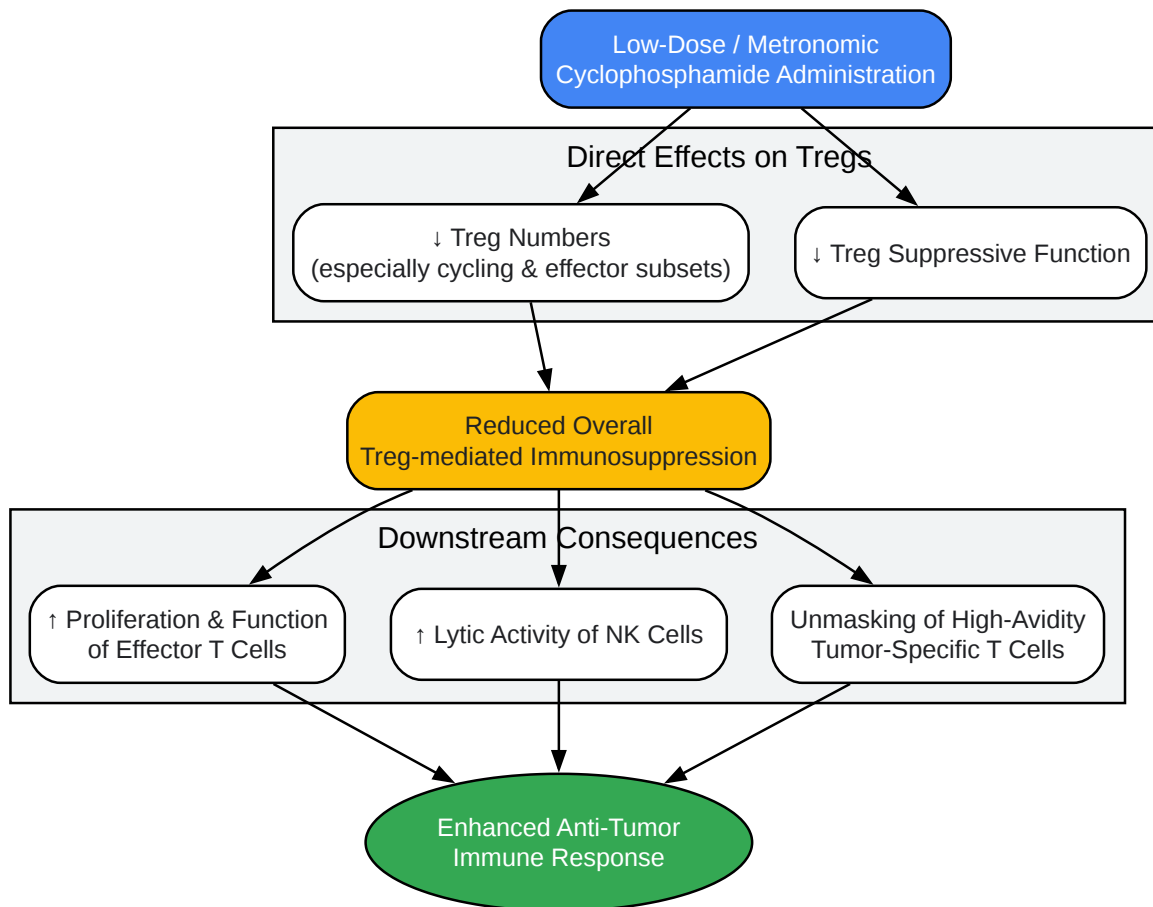 Low-Dose / Metronomic
Cyclophosphamide Administration
Direct Effects on Tregs
↓ Treg Numbers
(especially cycling & effector subsets)
↓ Treg Suppressive Function
Reduced Overall
Treg-mediated Immunosuppression
Downstream Consequences
↑ Proliferation & Function
of Effector T Cells
↑ Lytic Activity of NK Cells
Unmasking of High-Avidity
Tumor-Specific T Cells
Enhanced Anti-Tumor
Immune Response